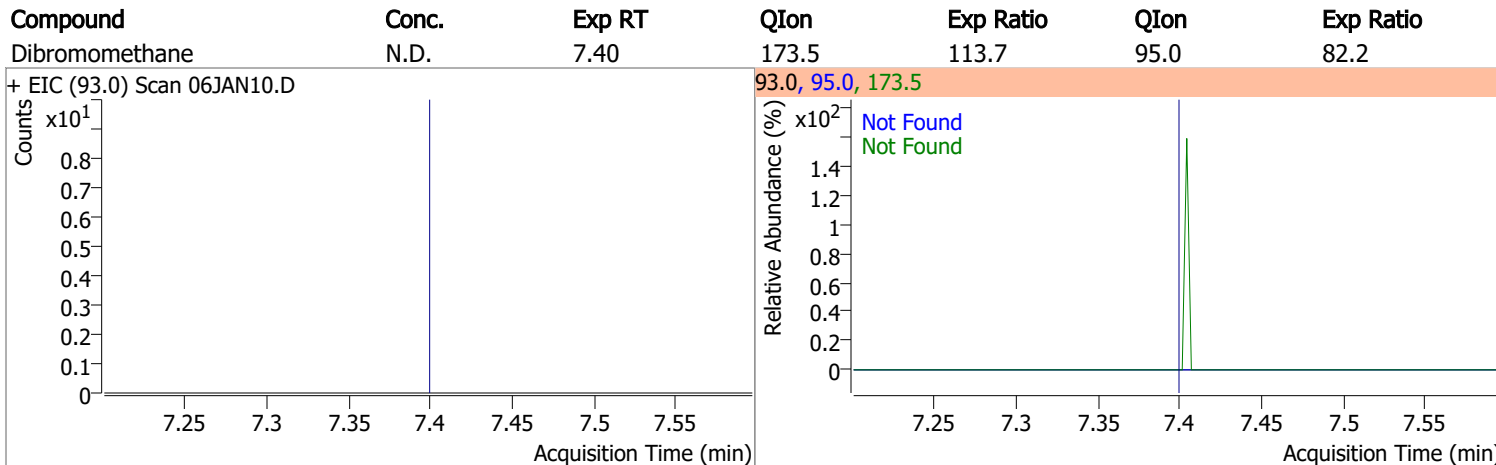 Compound Conc. Exp RT QIon Exp Ratio QIon Exp Ratio
Dibromomethane N.D. 7.40 173.5 113.7 95.0 82.2
+ EIC (93.0) Scan 06JAN10.D
Counts
x10¹
0.8
0.7
0.6
0.5
0.4
0.3
0.2
0.1
0
7.25 7.3 7.35 7.4 7.45 7.5 7.55
Acquisition Time (min)
93.0, 95.0, 173.5
Relative Abundance (%)
x10²
Not Found
Not Found
1.4
1.2
1
0.8
0.6
0.4
0.2
0
7.25 7.3 7.35 7.4 7.45 7.5 7.55
Acquisition Time (min)